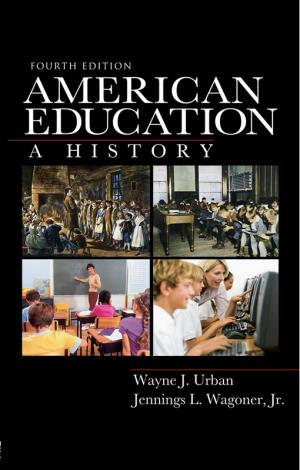 FOURTH EDITION
AMERICAN
EDUCATION
A HISTORY
Wayne J. Urban
Jennings L. Wagoner, Jr.